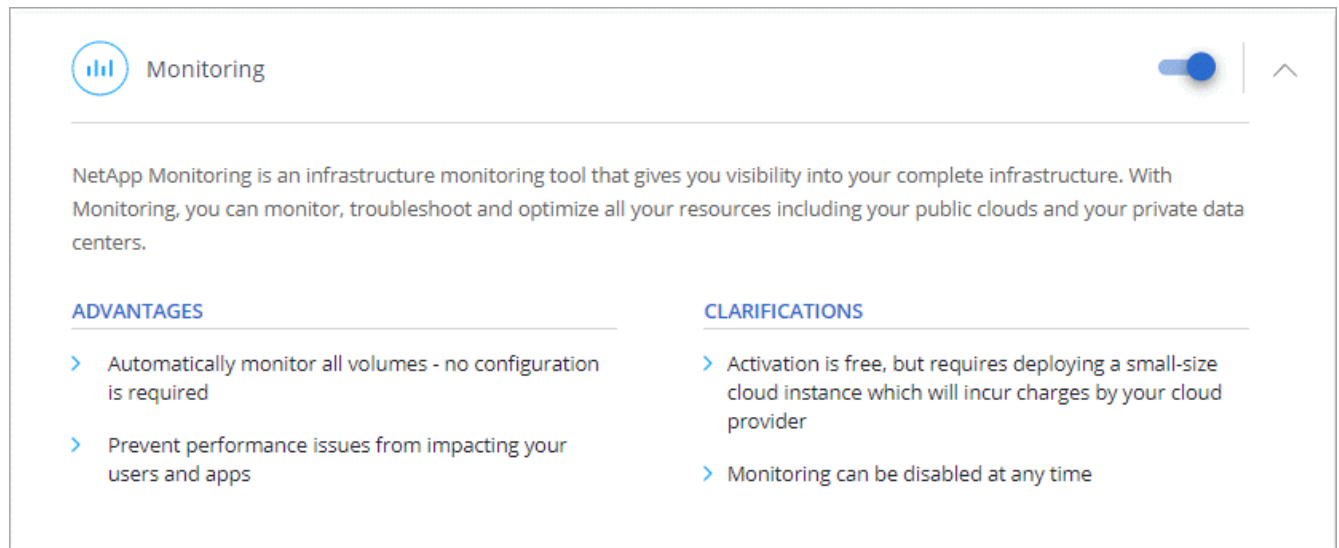 Monitoring
NetApp Monitoring is an infrastructure monitoring tool that gives you visibility into your complete infrastructure. With
Monitoring, you can monitor, troubleshoot and optimize all your resources including your public clouds and your private data
centers.
ADVANTAGES
Automatically monitor all volumes - no configuration
is required
Prevent performance issues from impacting your
users and apps
CLARIFICATIONS
Activation is free, but requires deploying a small-size
cloud instance which will incur charges by your cloud
provider
Monitoring can be disabled at any time